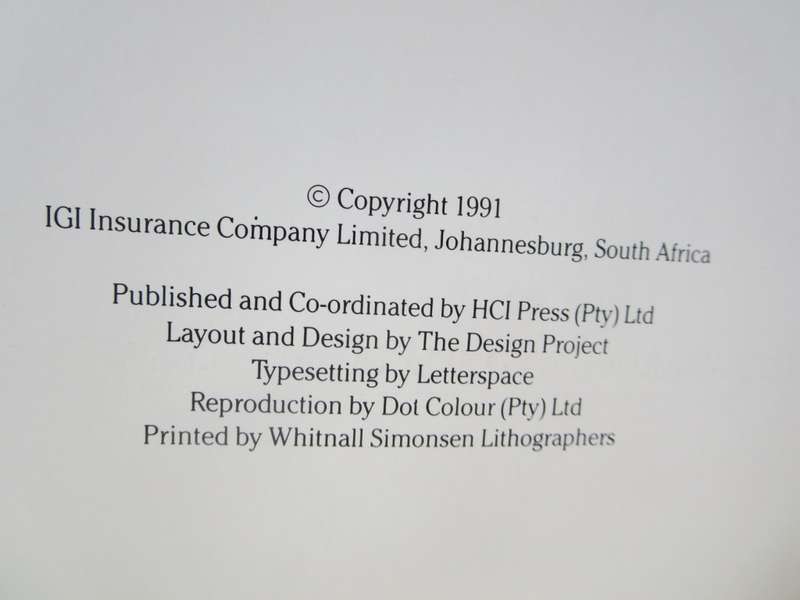 © Copyright 1991
IGI Insurance Company Limited, Johannesburg, South Africa
Published and Co-ordinated by HCI Press (Pty) Ltd
Layout and Design by The Design Project
Typesetting by Letterspace
Reproduction by Dot Colour (Pty) Ltd
Printed by Whitnall Simonsen Lithographers